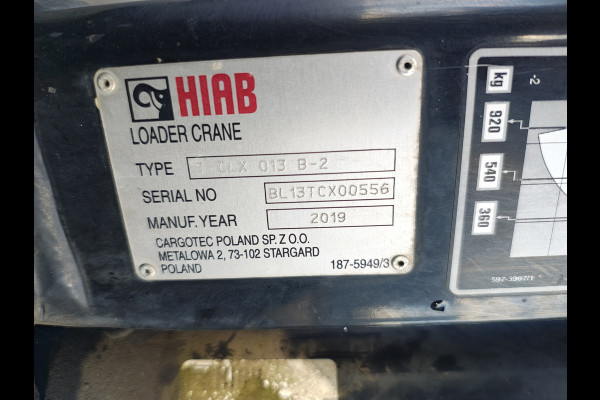 HIAB
LOADER CRANE
TYPE CLX 013 B-2
SERIAL NO BL13TCX00556
MANUF. YEAR 2019
CARGOTEC POLAND SP. Z O.O.
METALOWA 2, 73-102 STARGARD
POLAND 187-5949/3
kg -2
920
540
360